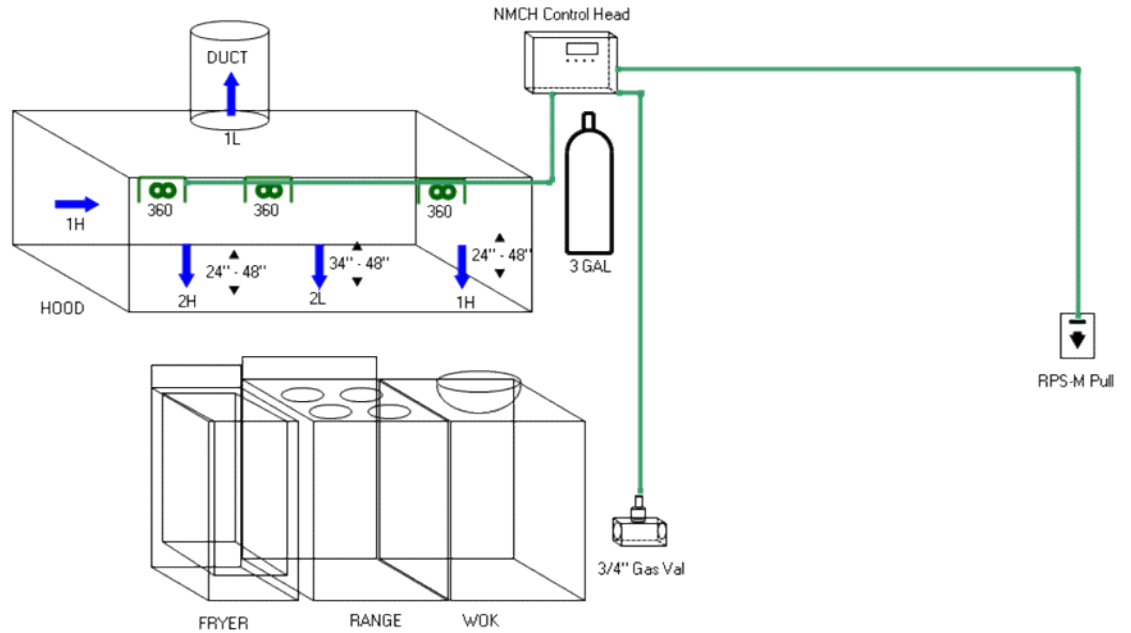 NMCH Control Head
DUCT
1L
360
360
360
1H
24" - 48"
34" - 48"
24" - 48"
2H
2L
1H
3 GAL
HOOD
RPS-M Pull
3/4" Gas Val
FRYER
RANGE
WOK